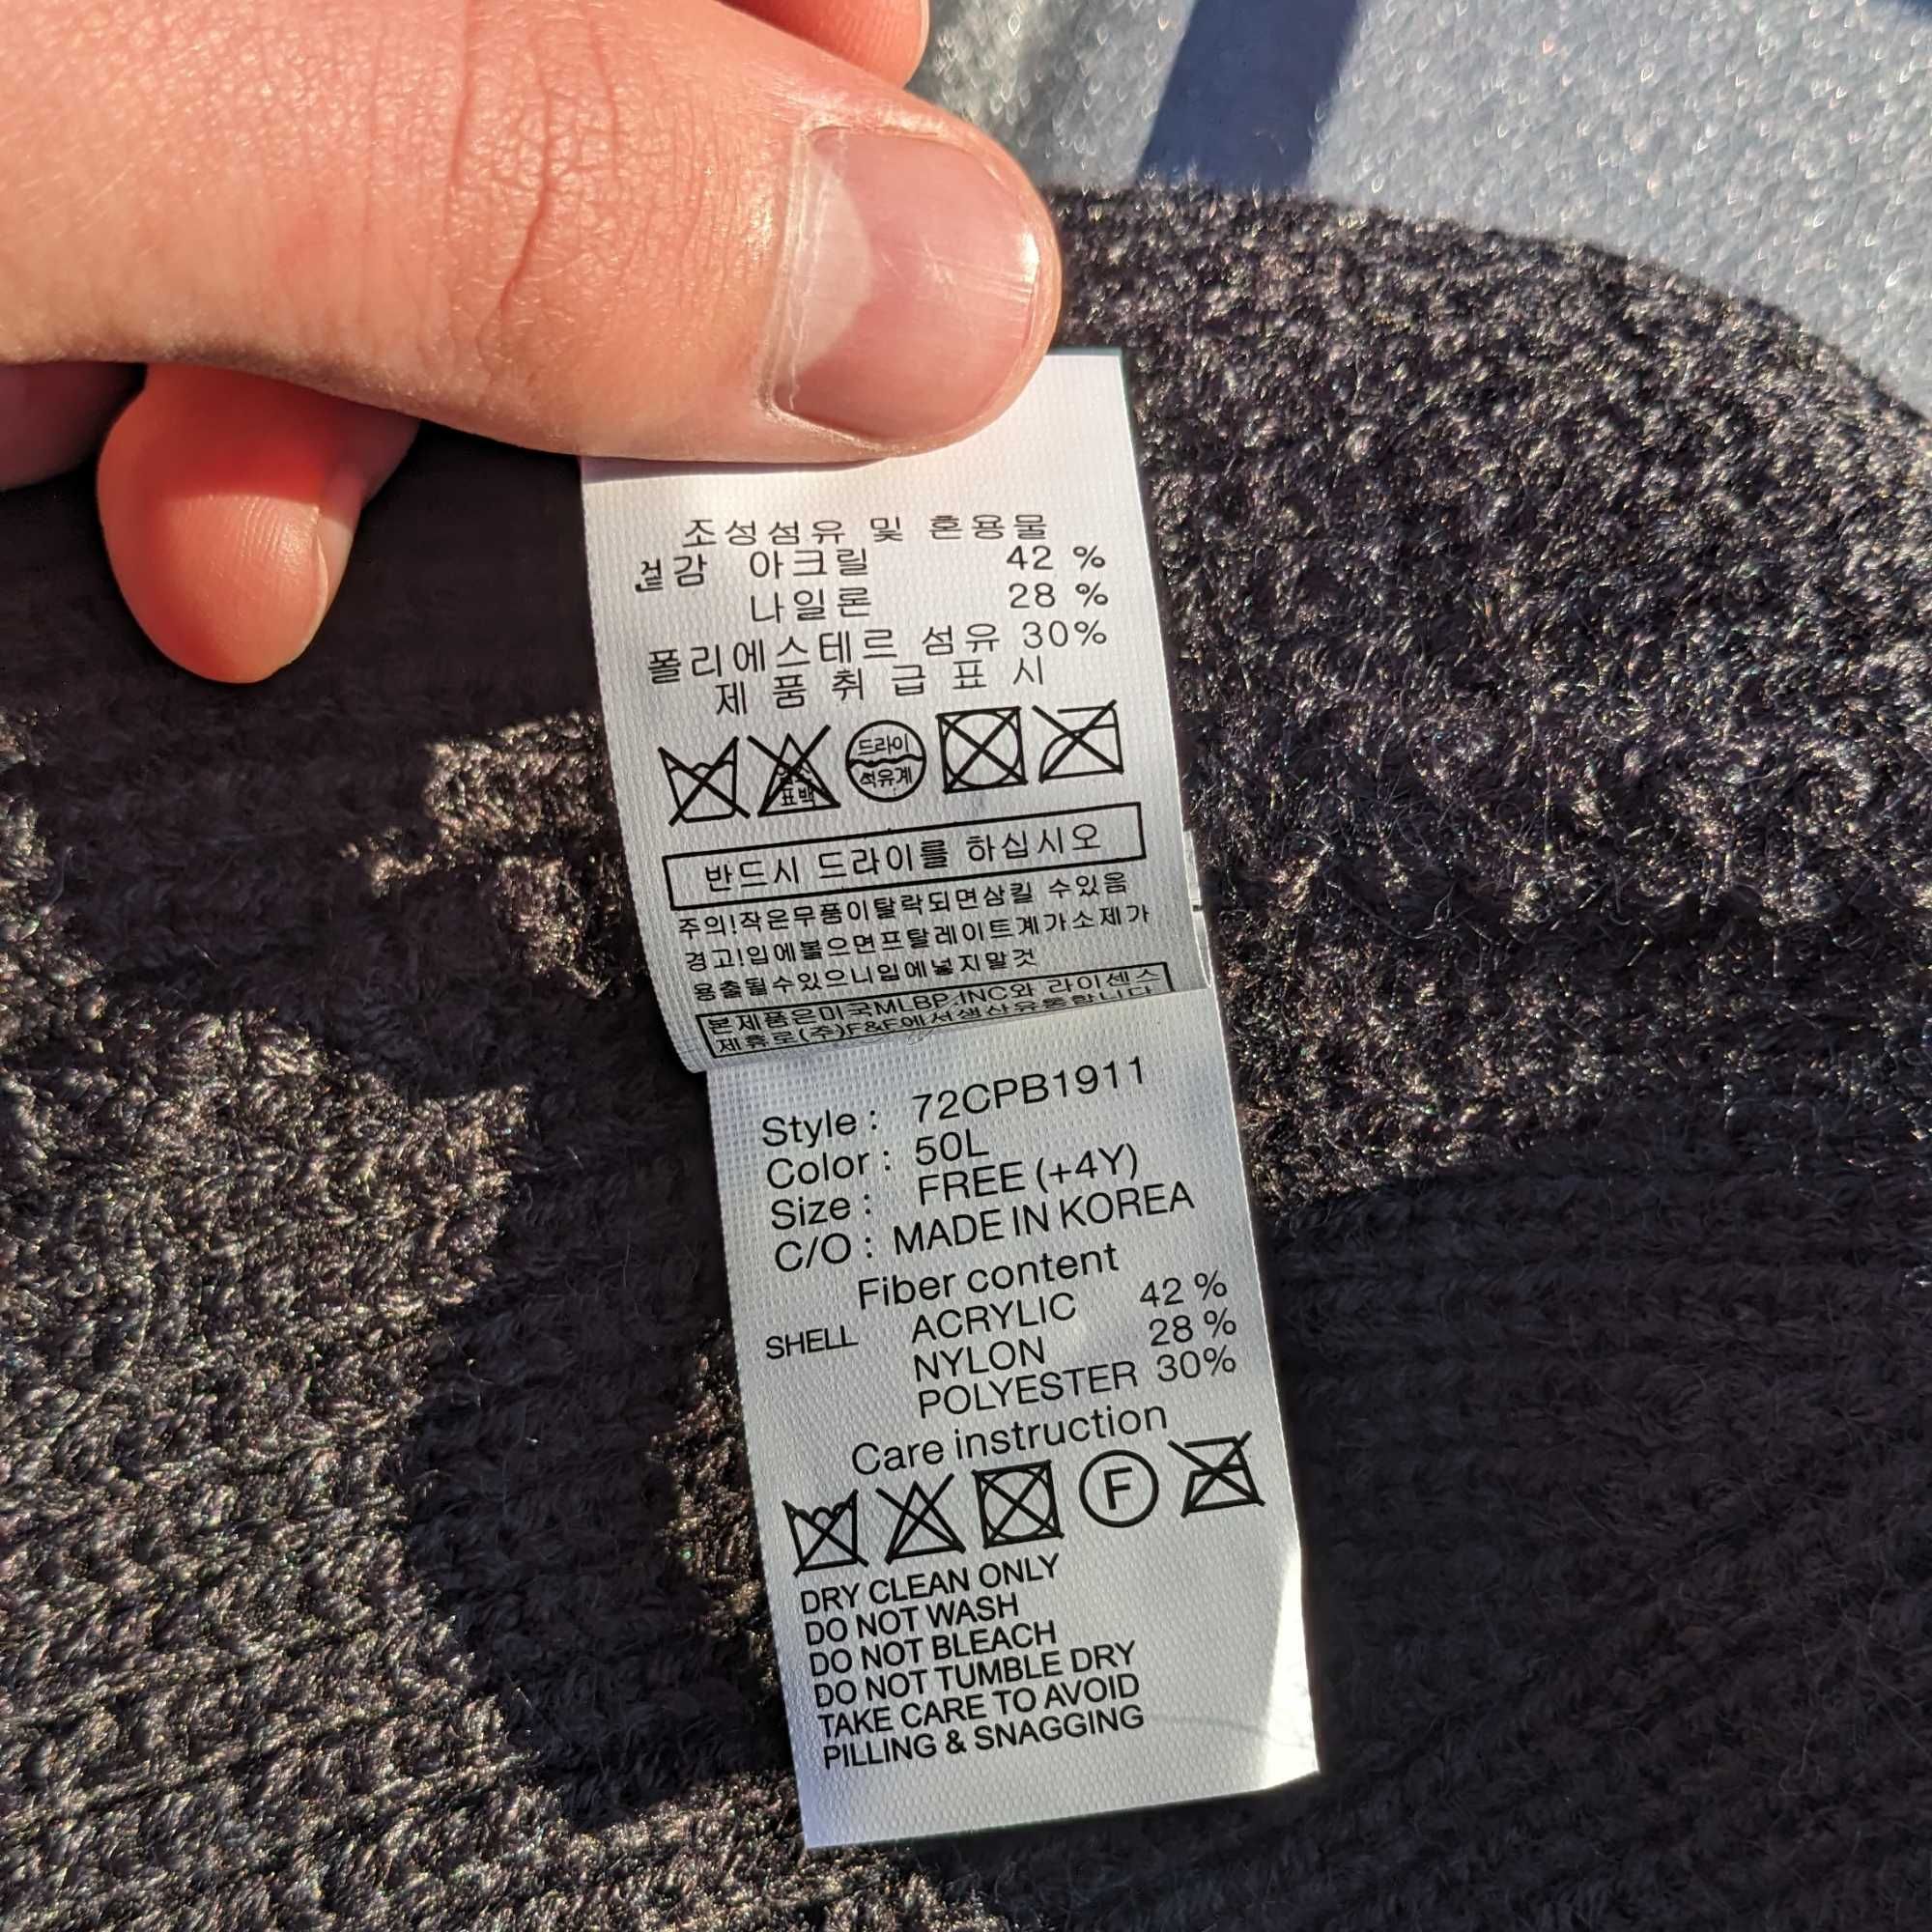 조성섬유 및 혼용물
겉감 아크릴 42 %
나일론 28 %
폴리에스테르 섬유 30%
제 품 취 급 표 시
드라이
석유계
표백
반드시 드라이를 하십시오
주의!작은부품이탈락되면삼킬 수있음
경고!입에물으면프탈레이트계가소제가
용출될수있으니입에넣지말것
본제품은미국MLBP,INC와 라이센스
제휴로(주)F&F에서생산유통합니다
Style : 72CPB1911
Color : 50L
Size : FREE (+4Y)
C/O : MADE IN KOREA
Fiber content
SHELL ACRYLIC 42 %
NYLON 28 %
POLYESTER 30%
Care instruction
F
DRY CLEAN ONLY
DO NOT WASH
DO NOT BLEACH
DO NOT TUMBLE DRY
TAKE CARE TO AVOID
PILLING & SNAGGING